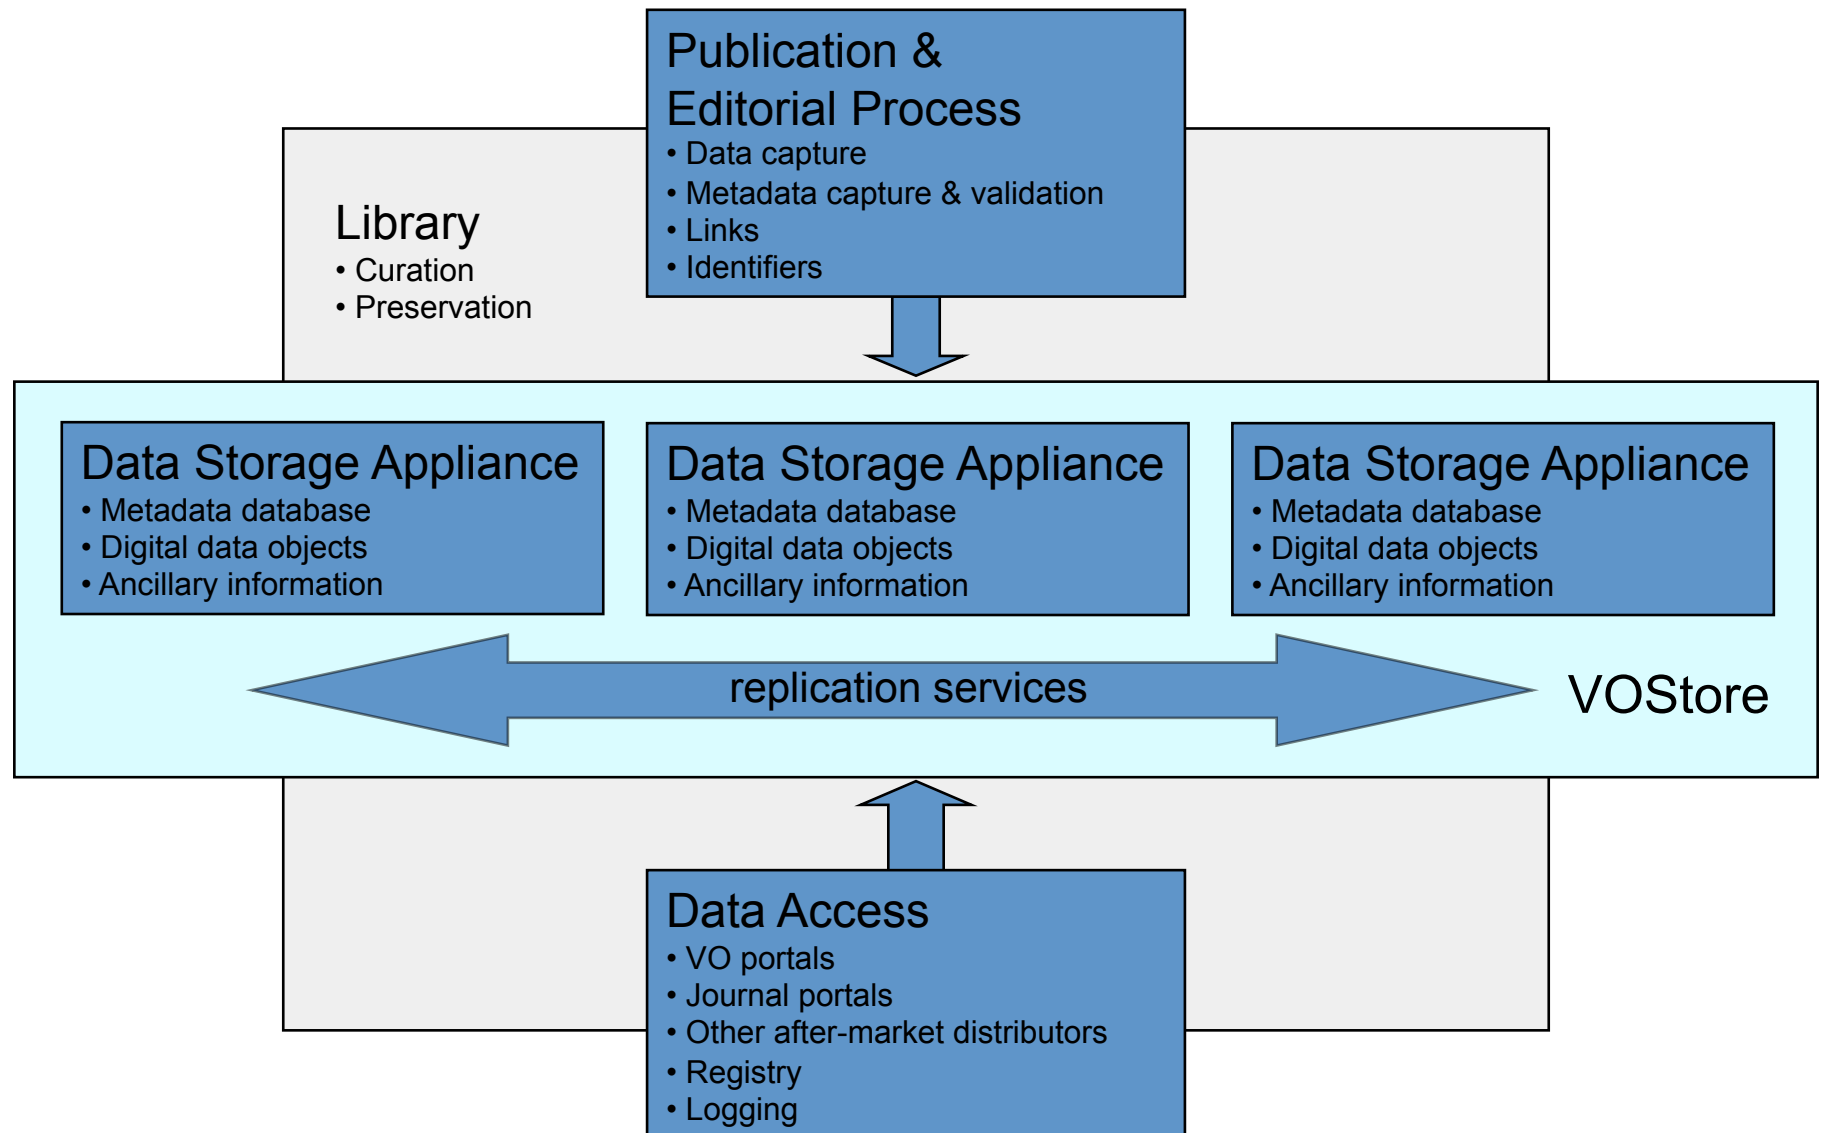 Publication &
Editorial Process
• Data capture
• Metadata capture & validation
• Links
• Identifiers
Library
• Curation
• Preservation
Data Storage Appliance
• Metadata database
• Digital data objects
• Ancillary information
Data Storage Appliance
• Metadata database
• Digital data objects
• Ancillary information
Data Storage Appliance
• Metadata database
• Digital data objects
• Ancillary information
replication services
VOStore
Data Access
• VO portals
• Journal portals
• Other after-market distributors
• Registry
• Logging